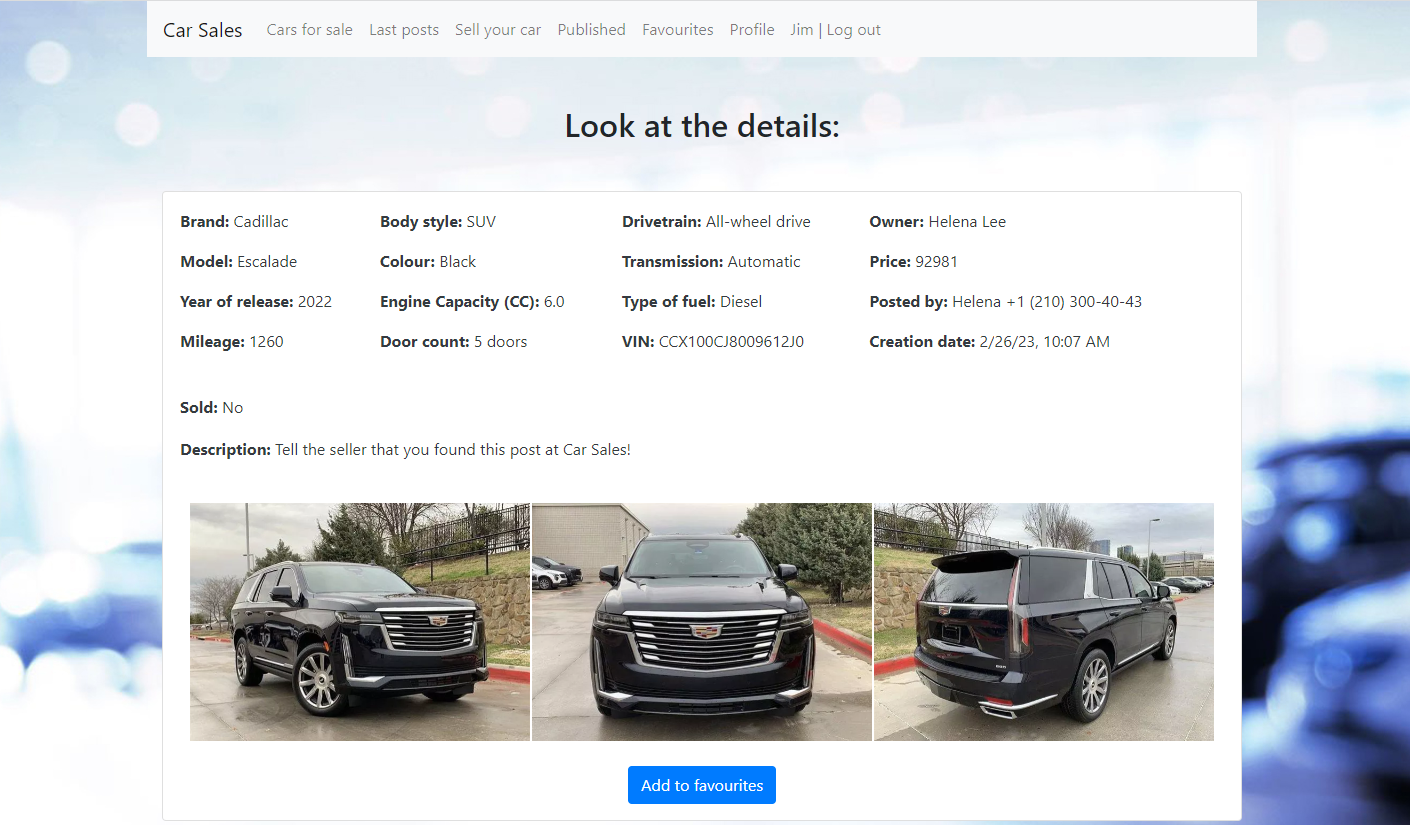 Car Sales Cars for sale Last posts Sell your car Published Favourites Profile Jim | Log out
Look at the details:
Brand: Cadillac Body style: SUV Drivetrain: All-wheel drive Owner: Helena Lee
Model: Escalade Colour: Black Transmission: Automatic Price: 92981
Year of release: 2022 Engine Capacity (CC): 6.0 Type of fuel: Diesel Posted by: Helena +1 (210) 300-40-43
Mileage: 1260 Door count: 5 doors VIN: CCX100CJ8009612J0 Creation date: 2/26/23, 10:07 AM
Sold: No
Description: Tell the seller that you found this post at Car Sales!
Add to favourites